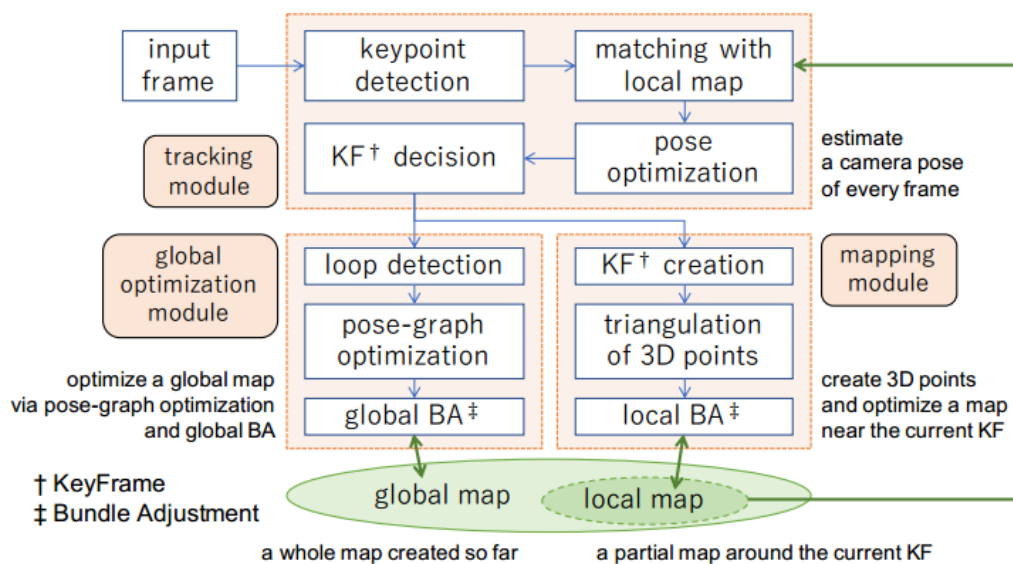 input
frame
keypoint
detection
matching with
local map
tracking
module
KF† decision
pose
optimization
estimate
a camera pose
of every frame
global
optimization
module
loop detection
KF† creation
mapping
module
pose-graph
optimization
triangulation
of 3D points
optimize a global map
via pose-graph optimization
and global BA
global BA‡
local BA‡
create 3D points
and optimize a map
near the current KF
† KeyFrame
‡ Bundle Adjustment
global map
local map
a whole map created so far
a partial map around the current KF